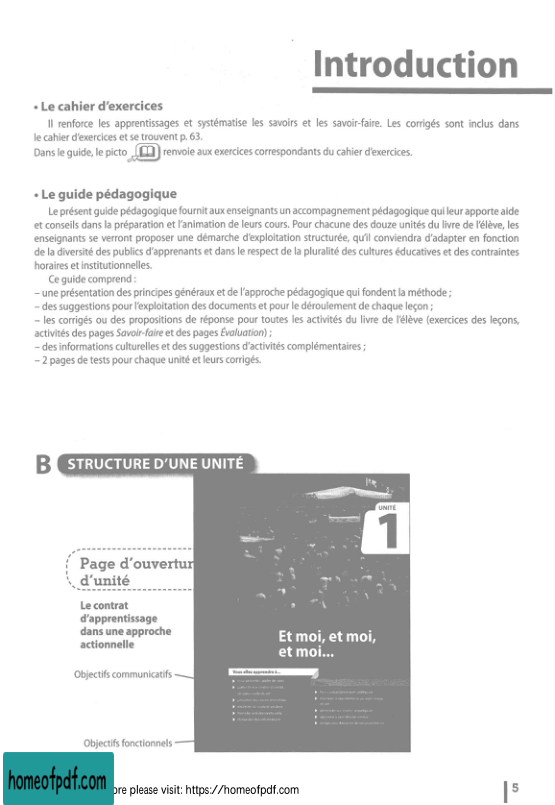 Introduction
• Le cahier d'exercices
Il renforce les apprentissages et systématise les savoirs et les savoir-faire. Les corrigés sont inclus dans
le cahier d'exercices et se trouvent p. 63.
Dans le guide, le picto renvoie aux exercices correspondants du cahier d'exercices.
• Le guide pédagogique
Le présent guide pédagogique fournit aux enseignants un accompagnement pédagogique qui leur apporte aide
et conseils dans la préparation et l'animation de leurs cours. Pour chacune des douze unités du livre de l'élève, les
enseignants se verront proposer une démarche d'exploitation structurée, qu'il conviendra d'adapter en fonction
de la diversité des publics d'apprenants et dans le respect de la pluralité des cultures éducatives et des contraintes
horaires et institutionnelles.
Ce guide comprend :
– une présentation des principes généraux et de l'approche pédagogique qui fondent la méthode ;
– des suggestions pour l'exploitation des documents et pour le déroulement de chaque leçon ;
– les corrigés ou des propositions de réponse pour toutes les activités du livre de l'élève (exercices des leçons,
activités des pages Savoir-faire et des pages Évaluation) ;
– des informations culturelles et des suggestions d'activités complémentaires ;
– 2 pages de tests pour chaque unité et leurs corrigés.
B STRUCTURE D'UNE UNITÉ
UNITÉ
1
Page d'ouvertur
d'unité
Le contrat
d'apprentissage
dans une approche
actionnelle
Et moi, et moi,
et moi...
Vous allez apprendre à...
Objectifs communicatifs
Objectifs fonctionnels
homeofpdf.com
ore please visit: https://homeofpdf.com
5